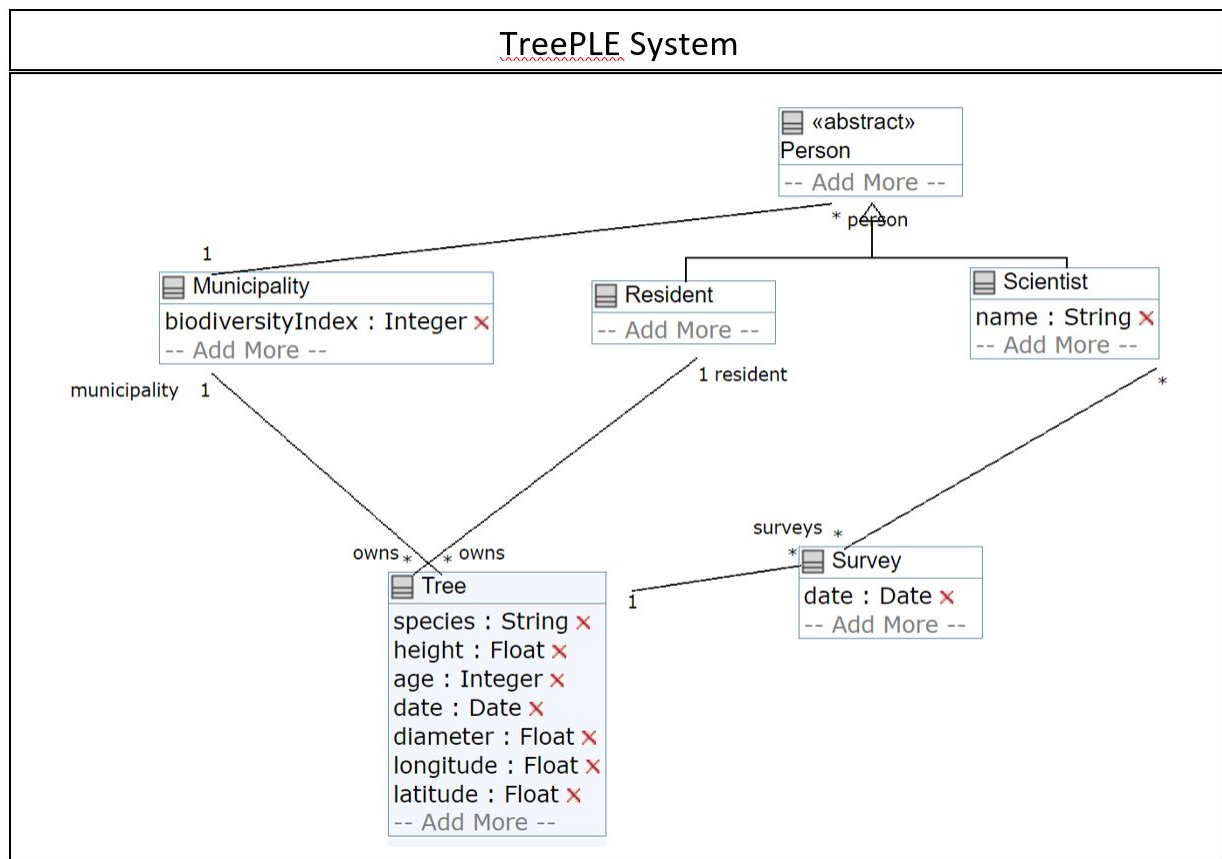 TreePLE System
«abstract»
Person
-- Add More --
* person
1
Municipality
biodiversityIndex : Integer
-- Add More --
Resident
-- Add More --
Scientist
name : String
-- Add More --
municipality 1
1 resident
*
owns * * owns
surveys *
*
1
Tree
species : String
height : Float
age : Integer
date : Date
diameter : Float
longitude : Float
latitude : Float
-- Add More --
Survey
date : Date
-- Add More --